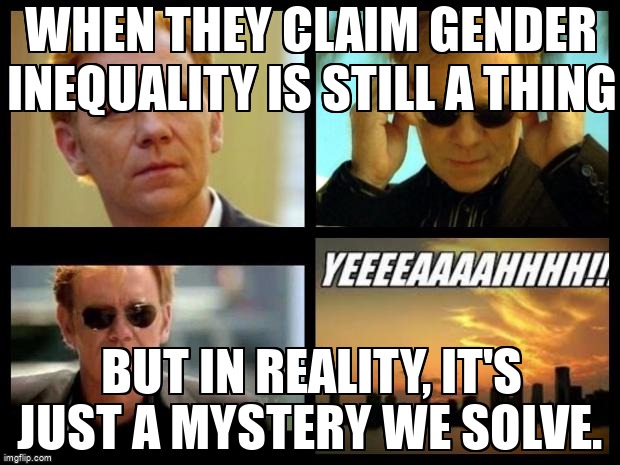 WHEN THEY CLAIM GENDER
INEQUALITY IS STILL A THING
YEEEEAAAAHHHH!!!
BUT IN REALITY, IT'S
JUST A MYSTERY WE SOLVE.
imgflip.com